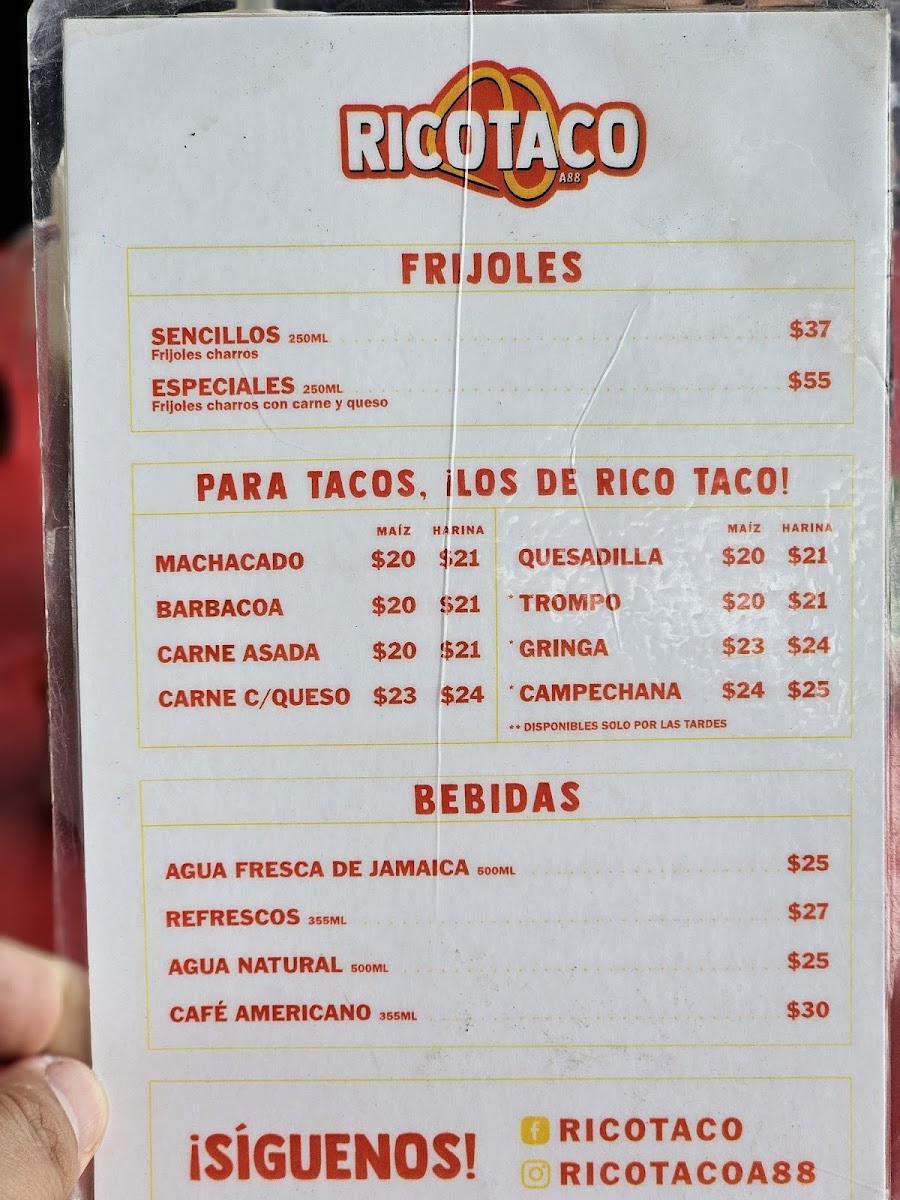 RICOTACO
A88
FRIJOLES
SENCILLOS 250ML $37
Frijoles charros
ESPECIALES 250ML $55
Frijoles charros con carne y queso
PARA TACOS, ¡LOS DE RICO TACO!
MAÍZ HARINA
MACHACADO $20 $21
BARBACOA $20 $21
CARNE ASADA $20 $21
CARNE C/QUESO $23 $24
MAÍZ HARINA
QUESADILLA $20 $21
* TROMPO $20 $21
* GRINGA $23 $24
* CAMPECHANA $24 $25
** DISPONIBLES SOLO POR LAS TARDES
BEBIDAS
AGUA FRESCA DE JAMAICA 500ML $25
REFRESCOS 355ML $27
AGUA NATURAL 500ML $25
CAFÉ AMERICANO 355ML $30
¡SÍGUENOS!
RICOTACO
RICOTACOA88